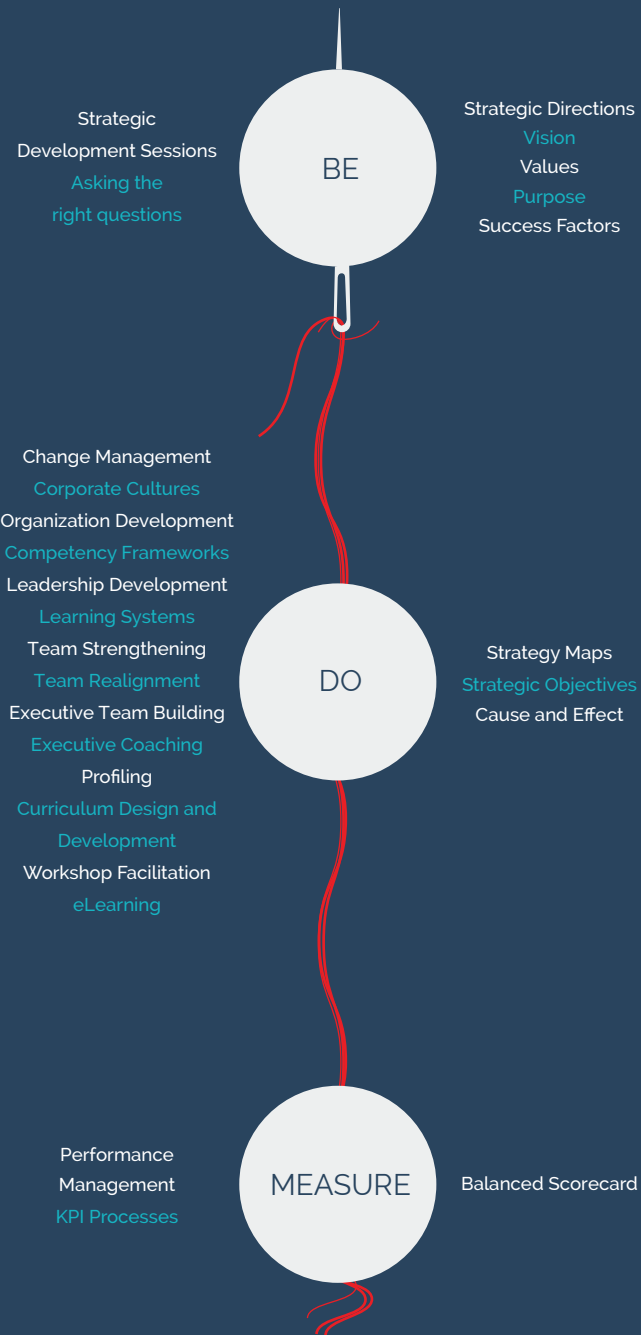 Strategic
Development Sessions
Asking the
right questions
BE
Strategic Directions
Vision
Values
Purpose
Success Factors
Change Management
Corporate Cultures
Organization Development
Competency Frameworks
Leadership Development
Learning Systems
Team Strengthening
Team Realignment
Executive Team Building
Executive Coaching
Profiling
Curriculum Design and
Development
Workshop Facilitation
eLearning
DO
Strategy Maps
Strategic Objectives
Cause and Effect
Performance
Management
KPI Processes
MEASURE
Balanced Scorecard